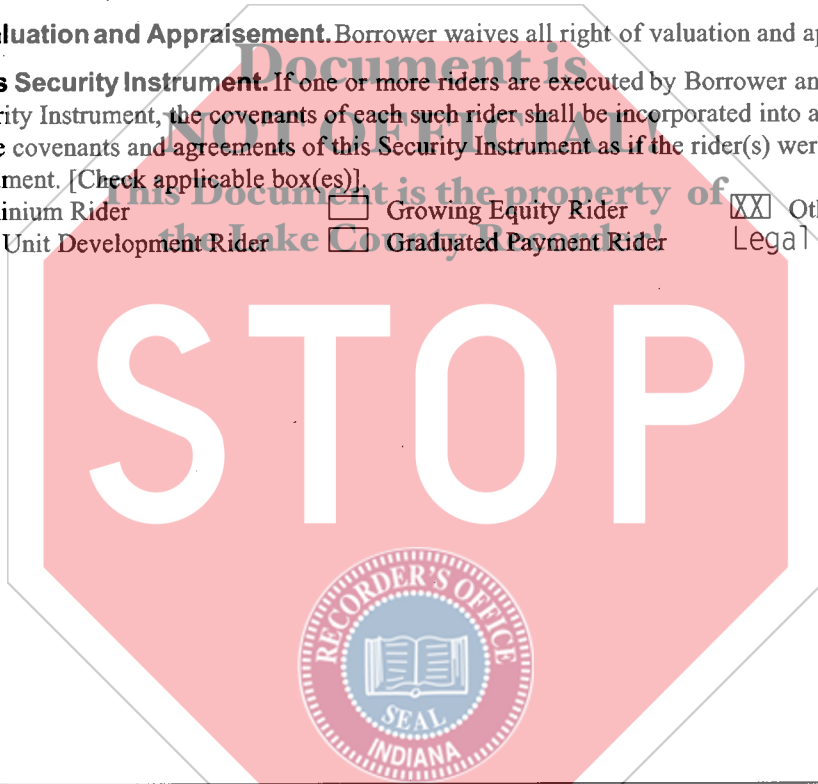 luation and Appraisement. Borrower waives all right of valuation and ap
Document is
s Security Instrument. If one or more riders are executed by Borrower an
rity Instrument, the covenants of each such rider shall be incorporated into a
NOT OFFICIAL!
e covenants and agreements of this Security Instrument as if the rider(s) wer
ment. [Check applicable box(es)].
This Document is the property of
inium Rider Growing Equity Rider XX Oth
the Lake County Recorder!
Unit Development Rider Graduated Payment Rider Legal
STOP
RECORDER'S OFFICE
SEAL
INDIANA